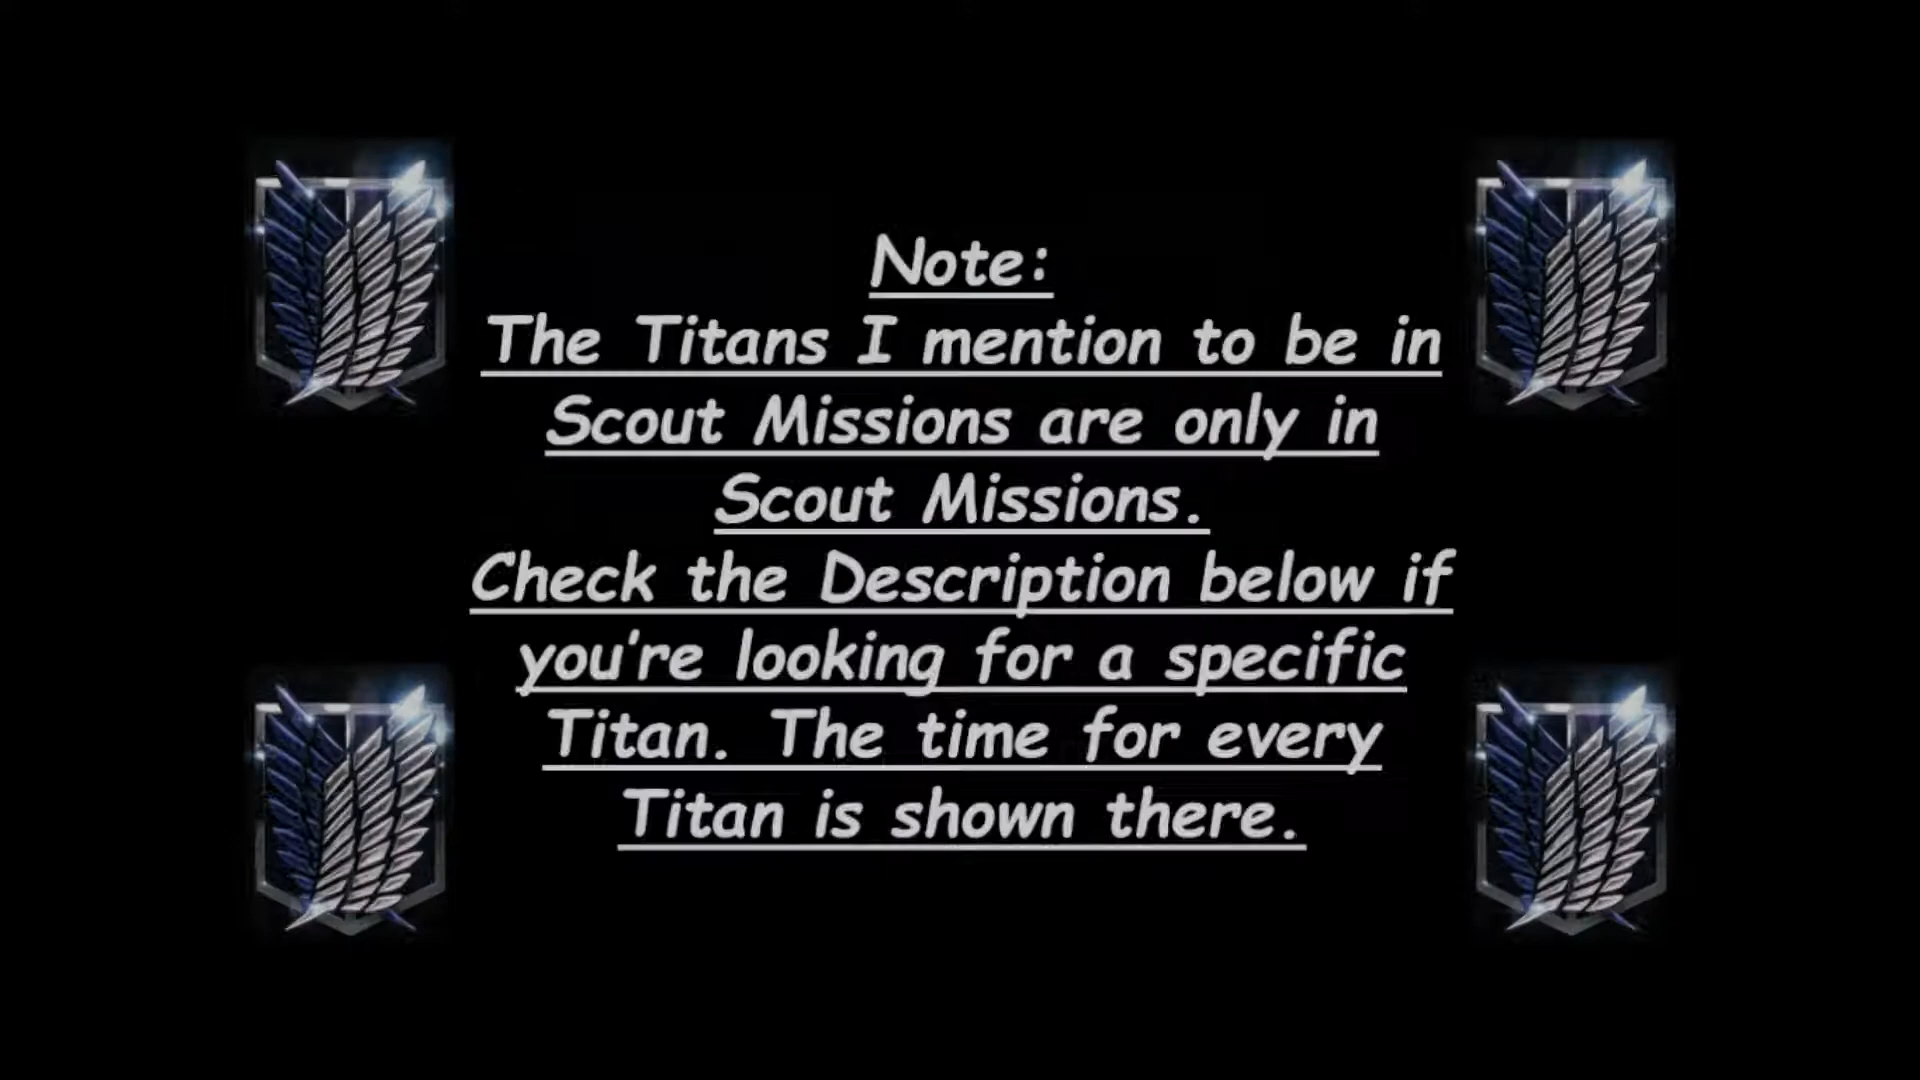 Note:
The Titans I mention to be in
Scout Missions are only in
Scout Missions.
Check the Description below if
you're looking for a specific
Titan. The time for every
Titan is shown there.